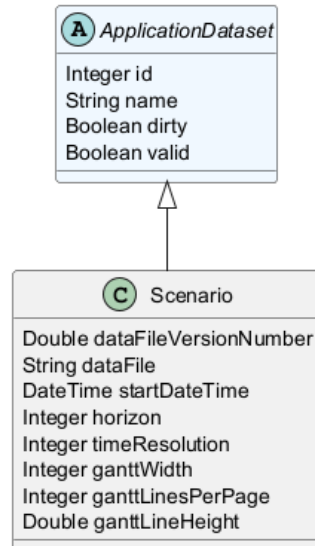 A ApplicationDataset
Integer id
String name
Boolean dirty
Boolean valid
C Scenario
Double dataFileVersionNumber
String dataFile
DateTime startDateTime
Integer horizon
Integer timeResolution
Integer ganttWidth
Integer ganttLinesPerPage
Double ganttLineHeight